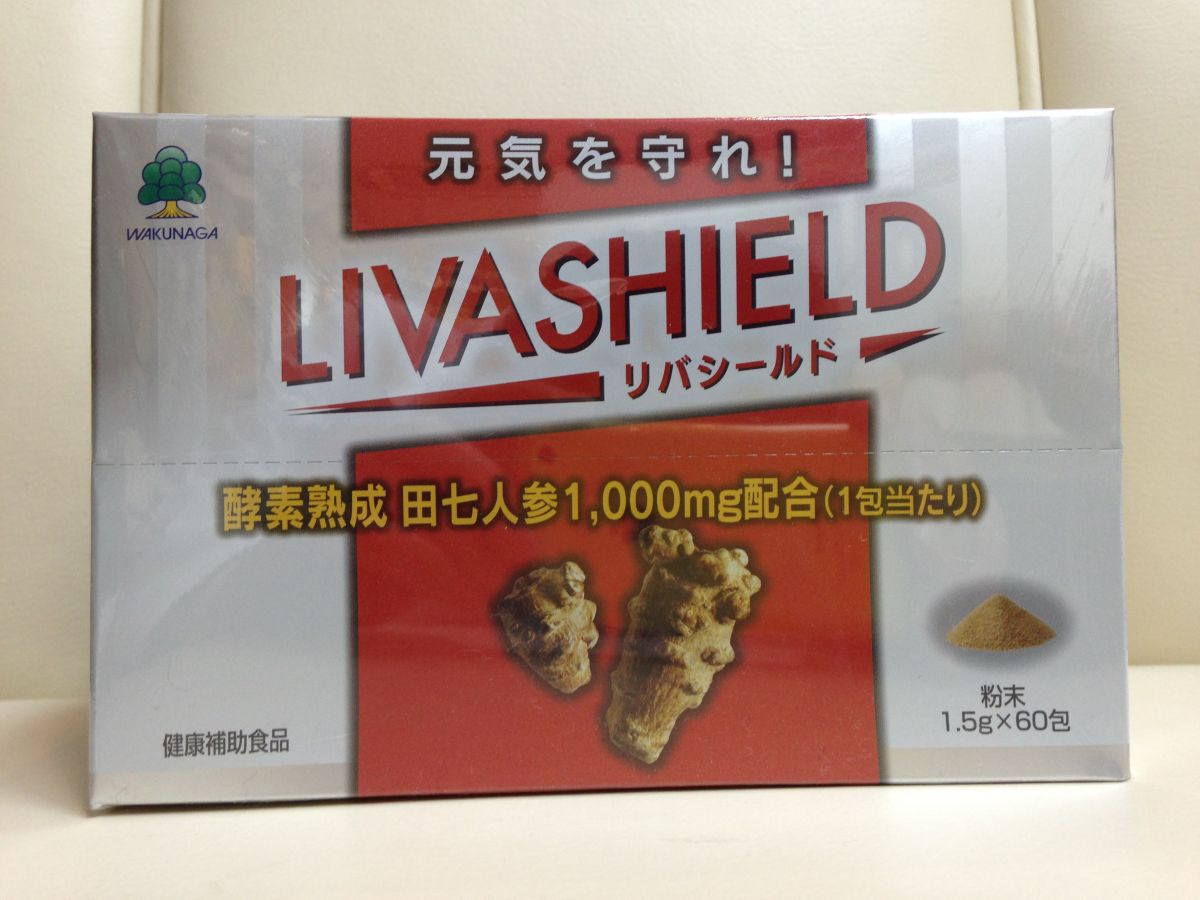 元気を守れ!
WAKUNAGA
LIVASHIELD
リバシールド
酵素熟成 田七人参1,000mg配合(1包当たり)
粉末
1.5g×60包
健康補助食品